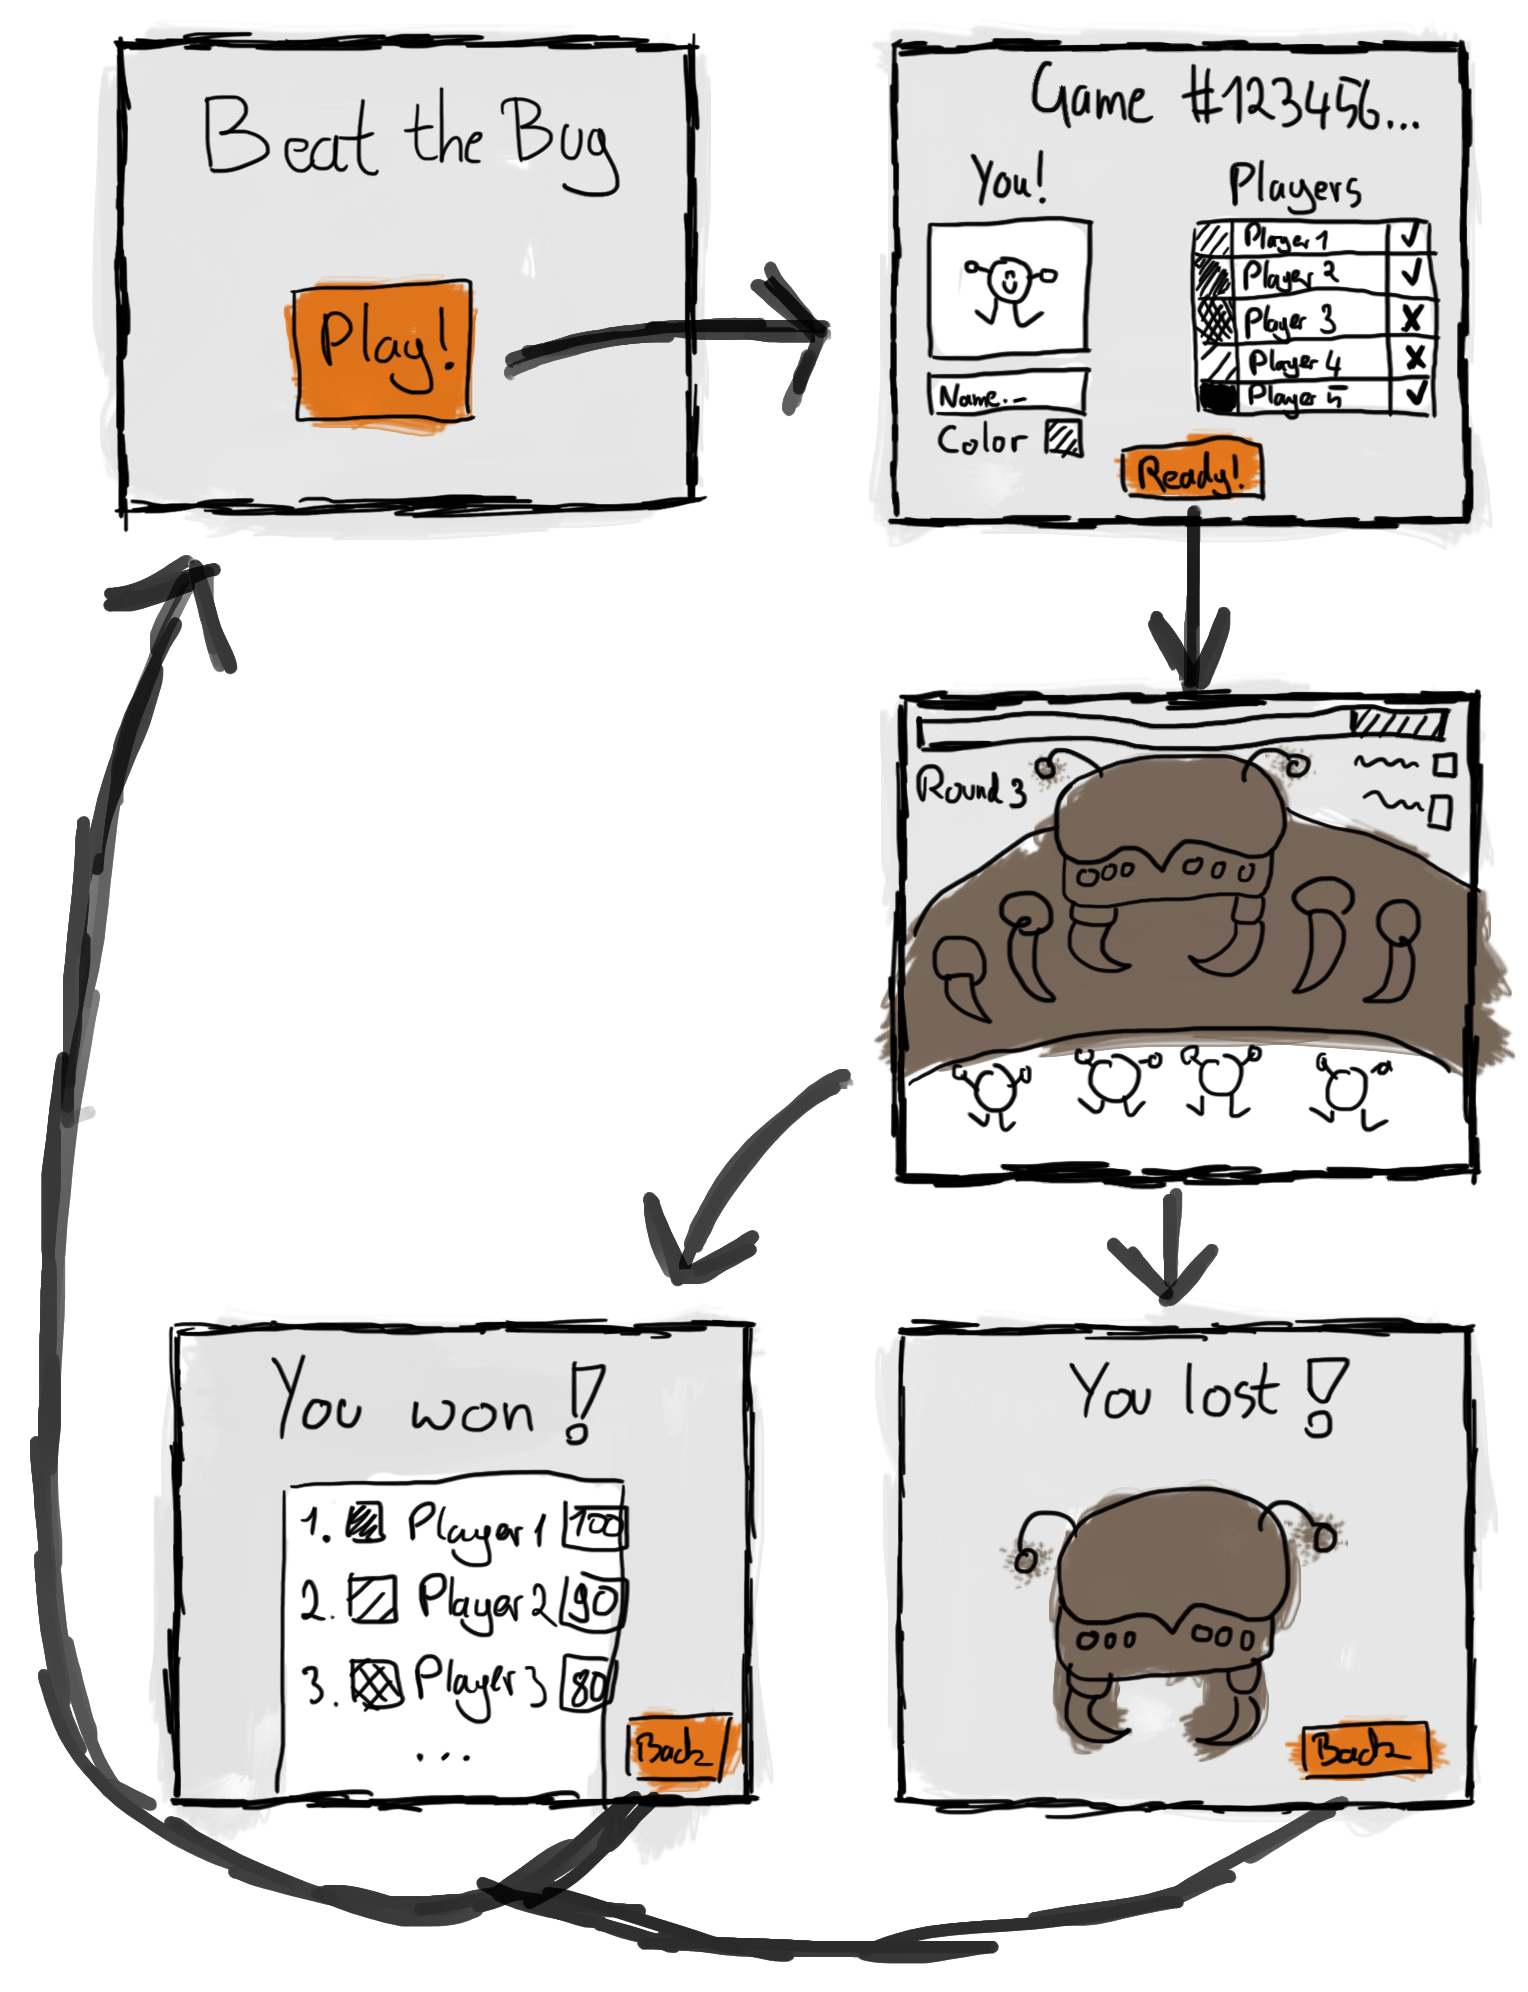 Beat the Bug
Play!
Game #123456...
You!
Name...
Color
Players
Player 1
Player 2
Player 3
Player 4
Player 5
Ready!
Round 3
You won!
1. Player 1 100
2. Player 2 90
3. Player 3 80
...
Back
You lost!
Back